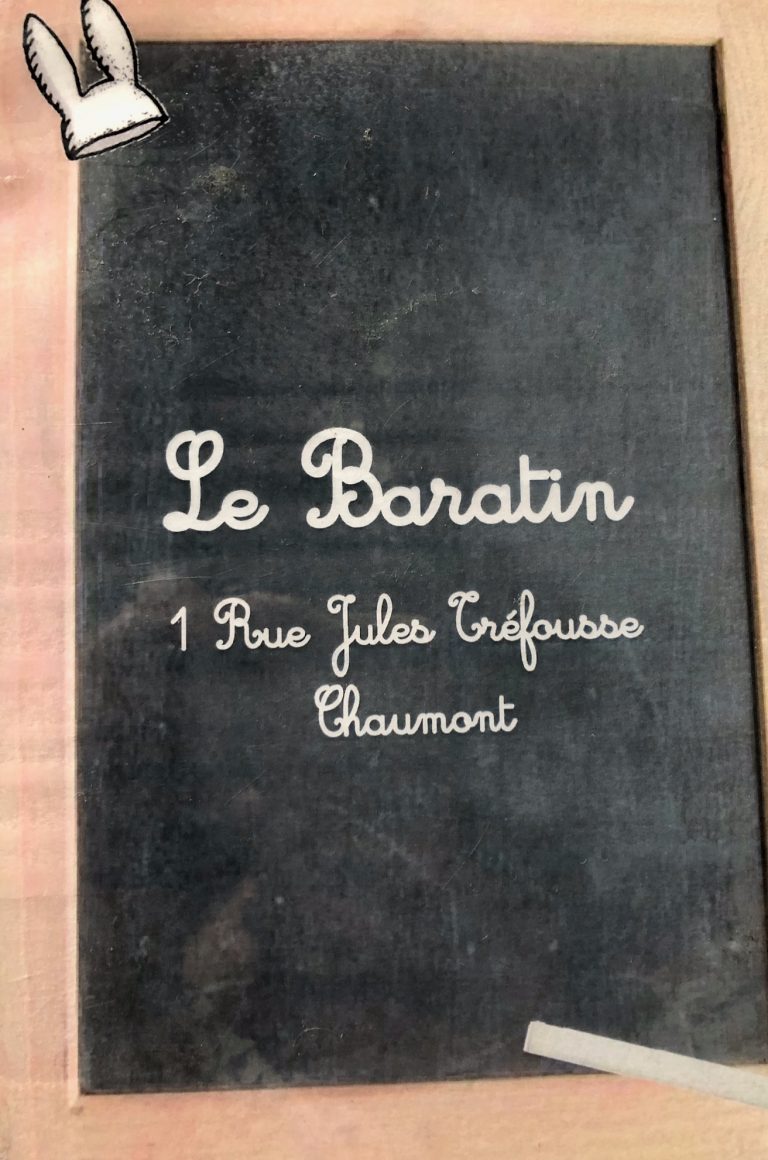 Le Baratin
1 Rue Jules Tréfousse
Chaumont